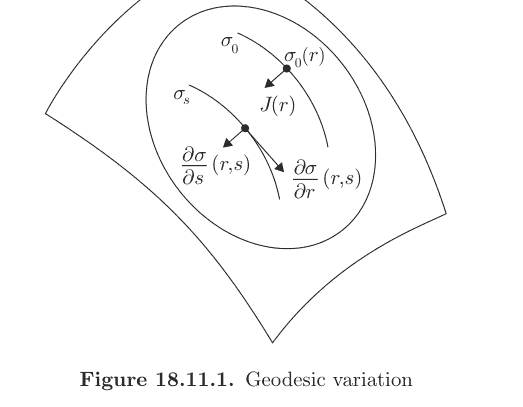 σ₀
σ₀(r)
σₛ
J(r)
∂σ/∂s (r,s)
∂σ/∂r (r,s)
Figure 18.11.1. Geodesic variation